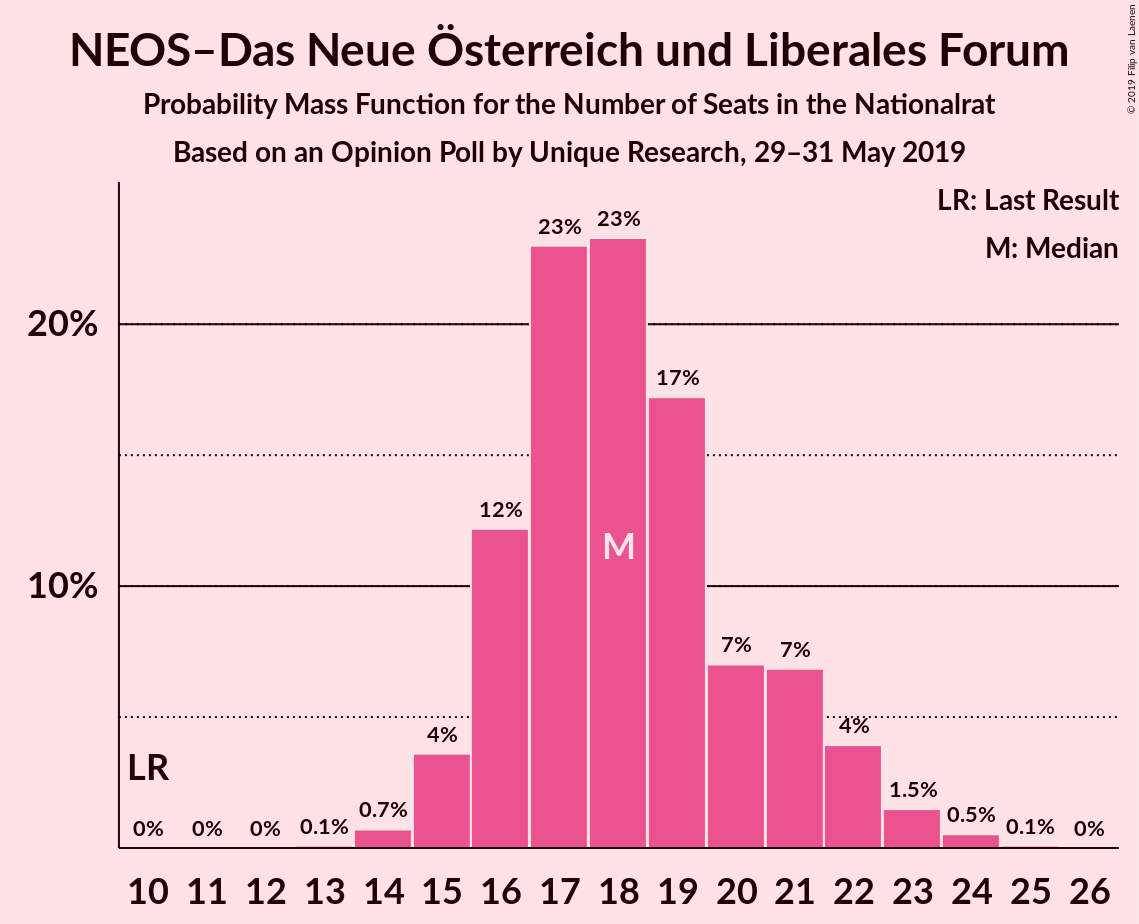 NEOS–Das Neue Österreich und Liberales Forum
Probability Mass Function for the Number of Seats in the Nationalrat
Based on an Opinion Poll by Unique Research, 29–31 May 2019
© 2019 Filip van Laenen
LR: Last Result
M: Median
20%
10%
LR
M
0%
0%
0%
0.1%
0.7%
4%
12%
23%
23%
17%
7%
7%
4%
1.5%
0.5%
0.1%
0%
10 11 12 13 14 15 16 17 18 19 20 21 22 23 24 25 26